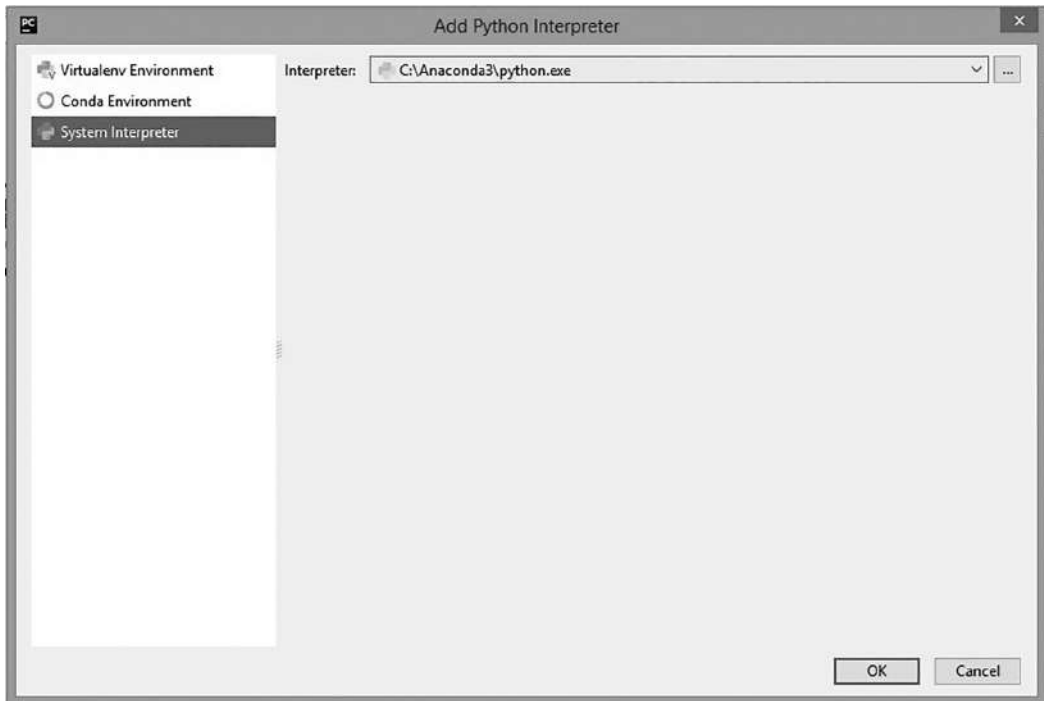 PC
Add Python Interpreter
Virtualenv Environment
Conda Environment
System Interpreter
Interpreter: C:\Anaconda3\python.exe ...
OK Cancel